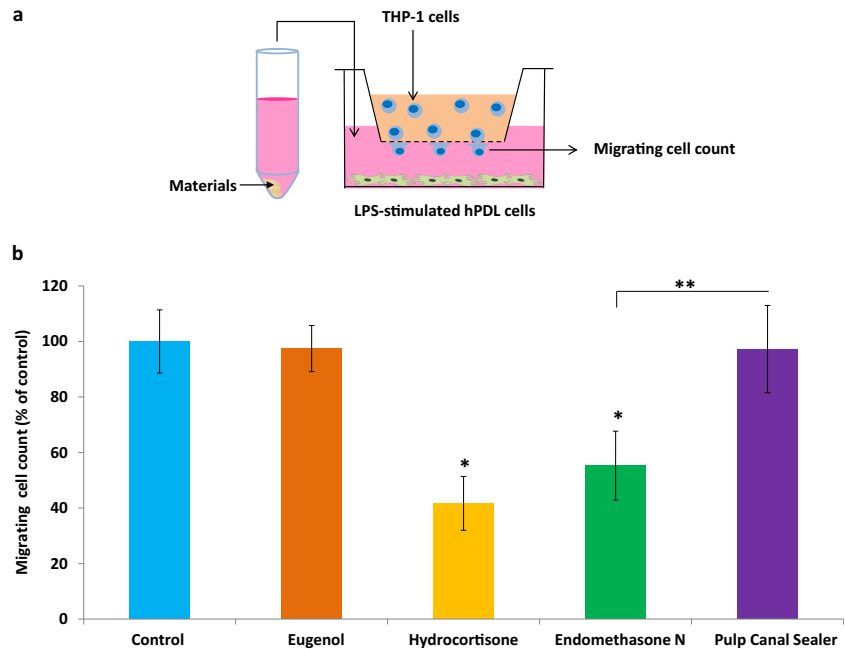 a
THP-1 cells
Migrating cell count
Materials
LPS-stimulated hPDL cells
b
Migrating cell count (% of control)
120
100
80
60
40
20
0
**
*
*
Control Eugenol Hydrocortisone Endomethasone N Pulp Canal Sealer